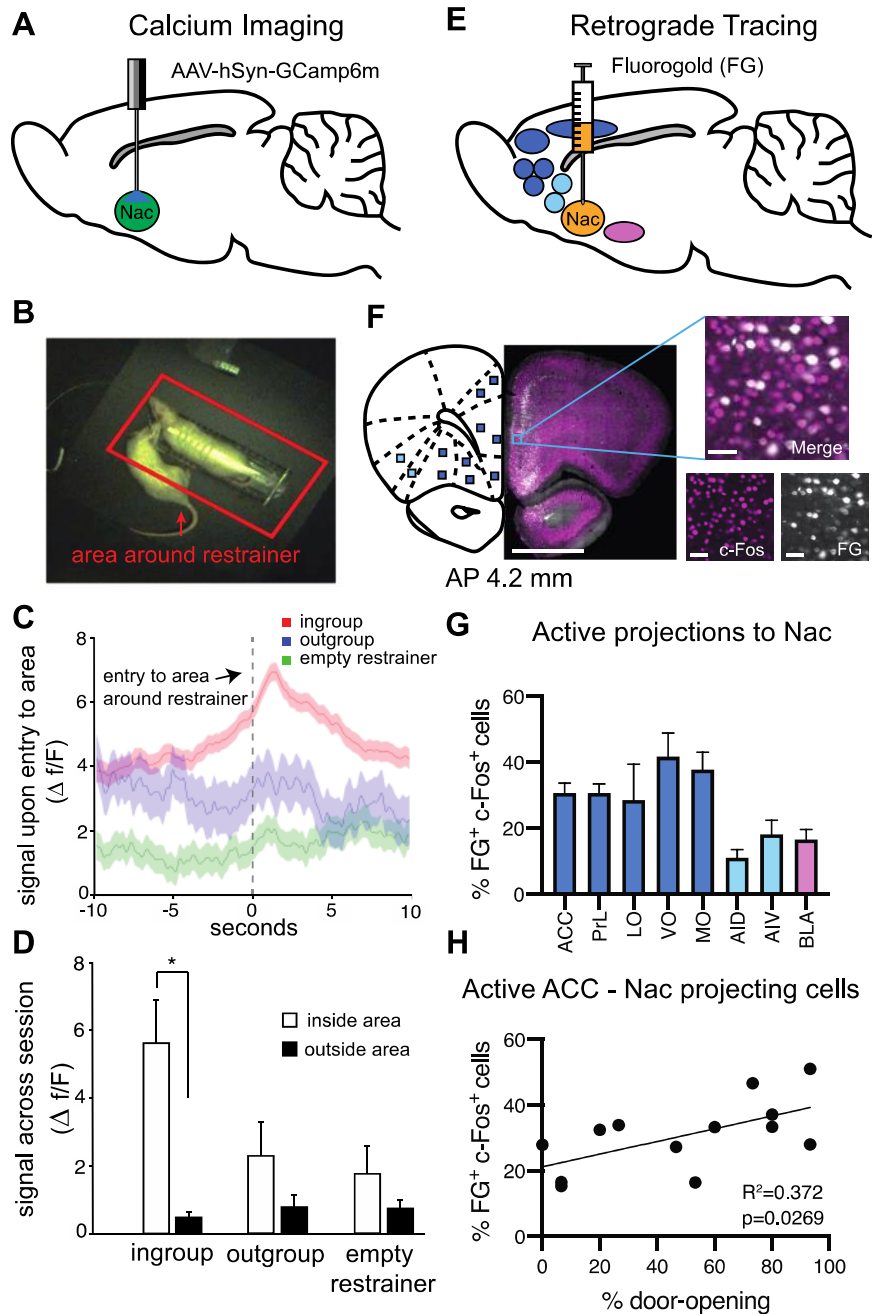 A
Calcium Imaging
AAV-hSyn-GCamp6m
Nac
E
Retrograde Tracing
Fluorogold (FG)
Nac
B
area around restrainer
F
Merge
c-Fos
FG
AP 4.2 mm
C
ingroup
outgroup
empty restrainer
entry to area
around restrainer
signal upon entry to area
(Δ f/F)
8
6
4
2
0
-10
-5
0
5
10
seconds
D
*
inside area
outside area
signal across session
(Δ f/F)
8
6
4
2
0
ingroup
outgroup
empty
restrainer
G
Active projections to Nac
% FG+ c-Fos+ cells
60
40
20
0
ACC
PrL
LO
VO
MO
AID
AIV
BLA
H
Active ACC - Nac projecting cells
% FG+ c-Fos+ cells
60
40
20
0
R²=0.372
p=0.0269
0
20
40
60
80
100
% door-opening